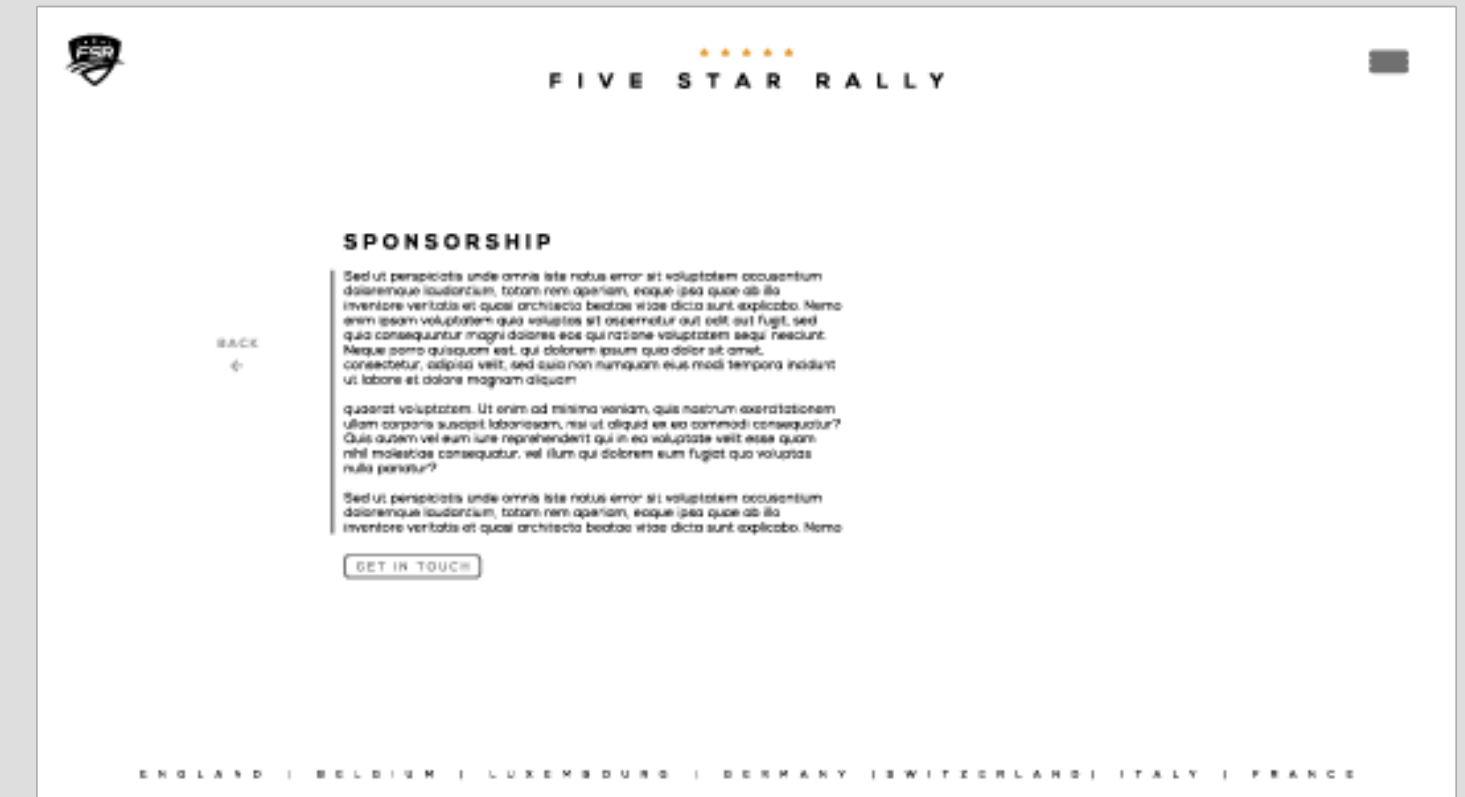 FSR
FIVE STAR RALLY
SPONSORSHIP
Sed ut perspiciatis unde omnis iste natus error sit voluptatem accusantium
doloremque laudantium, totam rem aperiam, eaque ipsa quae ab illo
inventore veritatis et quasi architecto beatae vitae dicta sunt explicabo. Nemo
enim ipsam voluptatem quia voluptas sit aspernatur aut odit aut fugit, sed
quia consequuntur magni dolores eos qui ratione voluptatem sequi nesciunt.
Neque porro quisquam est, qui dolorem ipsum quia dolor sit amet,
consectetur, adipisci velit, sed quia non numquam eius modi tempora incidunt
ut labore et dolore magnam aliquam
BACK
quaerat voluptatem. Ut enim ad minima veniam, quis nostrum exercitationem
ullam corporis suscipit laboriosam, nisi ut aliquid ex ea commodi consequatur?
Quis autem vel eum iure reprehenderit qui in ea voluptate velit esse quam
nihil molestiae consequatur, vel illum qui dolorem eum fugiat quo voluptas
nulla pariatur?
Sed ut perspiciatis unde omnis iste natus error sit voluptatem accusantium
doloremque laudantium, totam rem aperiam, eaque ipsa quae ab illo
inventore veritatis et quasi architecto beatae vitae dicta sunt explicabo. Nemo
GET IN TOUCH
ENGLAND | BELGIUM | LUXEMBOURG | GERMANY |SWITZERLAND| ITALY | FRANCE